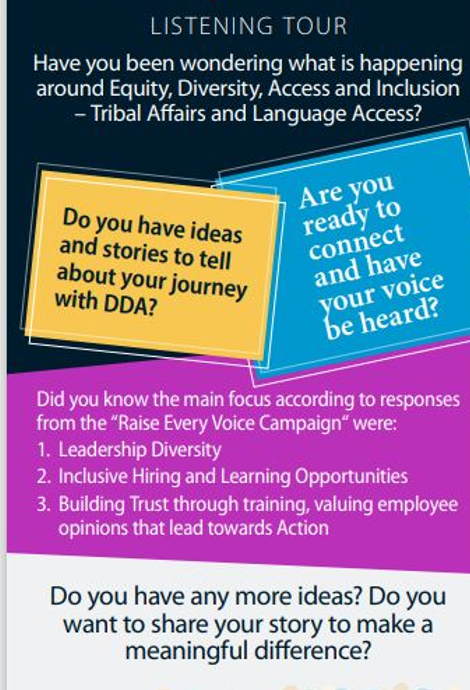 LISTENING TOUR
Have you been wondering what is happening
around Equity, Diversity, Access and Inclusion
– Tribal Affairs and Language Access?
Do you have ideas
and stories to tell
about your journey
with DDA?
Are you
ready to
connect
and have
your voice
be heard?
Did you know the main focus according to responses
from the “Raise Every Voice Campaign“ were:
1. Leadership Diversity
2. Inclusive Hiring and Learning Opportunities
3. Building Trust through training, valuing employee
opinions that lead towards Action
Do you have any more ideas? Do you
want to share your story to make a
meaningful difference?